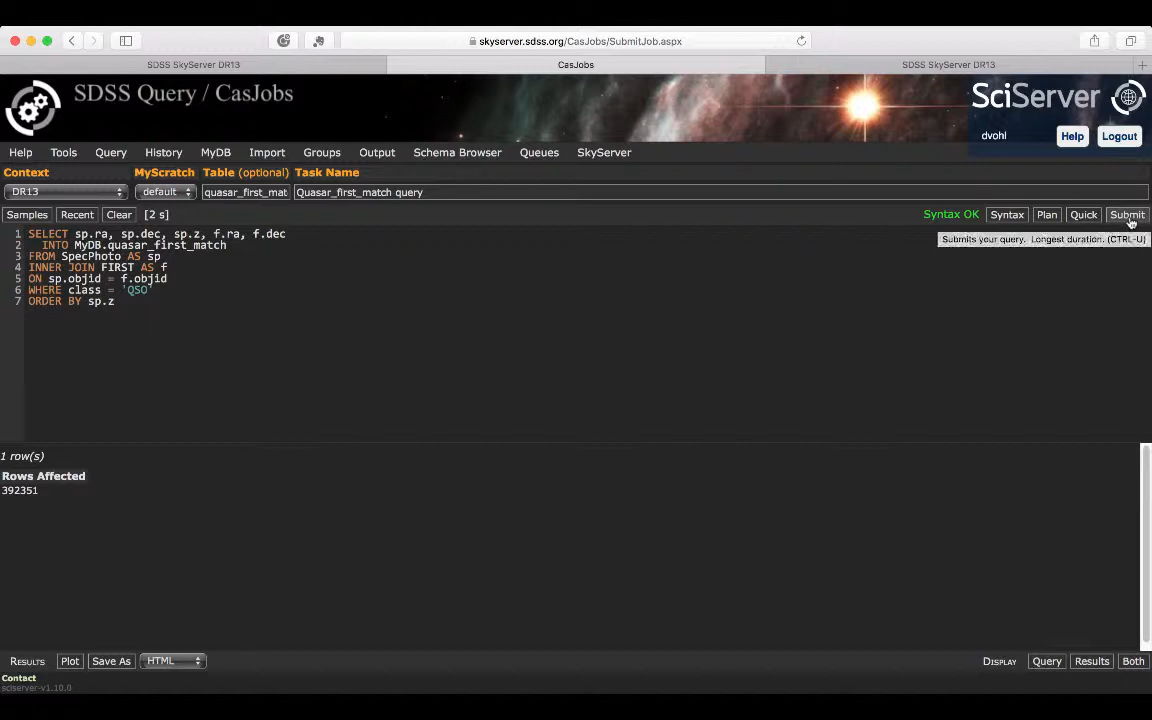 skyserver.sdss.org/CasJobs/SubmitJob.aspx
SDSS SkyServer DR13 CasJobs SDSS SkyServer DR13
SDSS Query / CasJobs
SciServer
dvohl Help Logout
Help Tools Query History MyDB Import Groups Output Schema Browser Queues SkyServer
Context MyScratch Table (optional) Task Name
DR13 default quasar_first_mat Quasar_first_match query
Samples Recent Clear [2 s] Syntax OK Syntax Plan Quick Submit
Submits your query. Longest duration. (CTRL-U)
1 SELECT sp.ra, sp.dec, sp.z, f.ra, f.dec
2 INTO MyDB.quasar_first_match
3 FROM SpecPhoto AS sp
4 INNER JOIN FIRST AS f
5 ON sp.objid = f.objid
6 WHERE class = 'QSO'
7 ORDER BY sp.z
1 row(s)
Rows Affected
392351
Results Plot Save As HTML Display Query Results Both
Contact
sciserver-v1.10.0